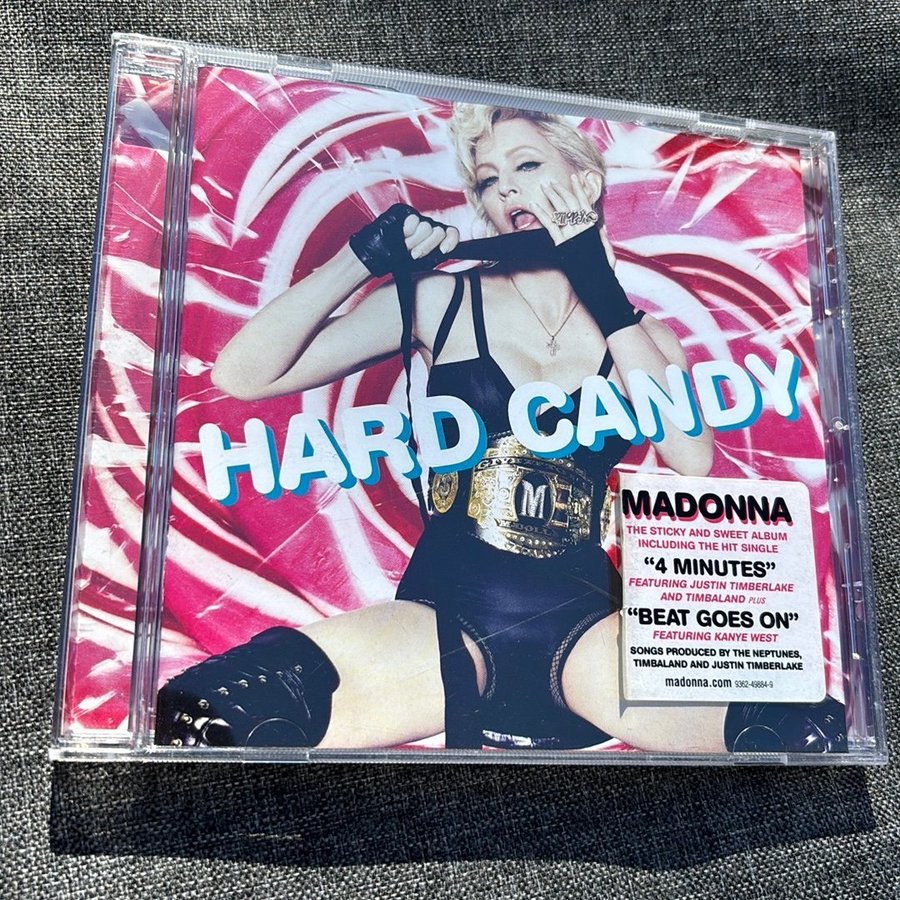 HARD CANDY
M
MADONNA
THE STICKY AND SWEET ALBUM
INCLUDING THE HIT SINGLE
"4 MINUTES"
FEATURING JUSTIN TIMBERLAKE
AND TIMBALAND PLUS
"BEAT GOES ON"
FEATURING KANYE WEST
SONGS PRODUCED BY THE NEPTUNES,
TIMBALAND AND JUSTIN TIMBERLAKE
madonna.com 9362-49884-9